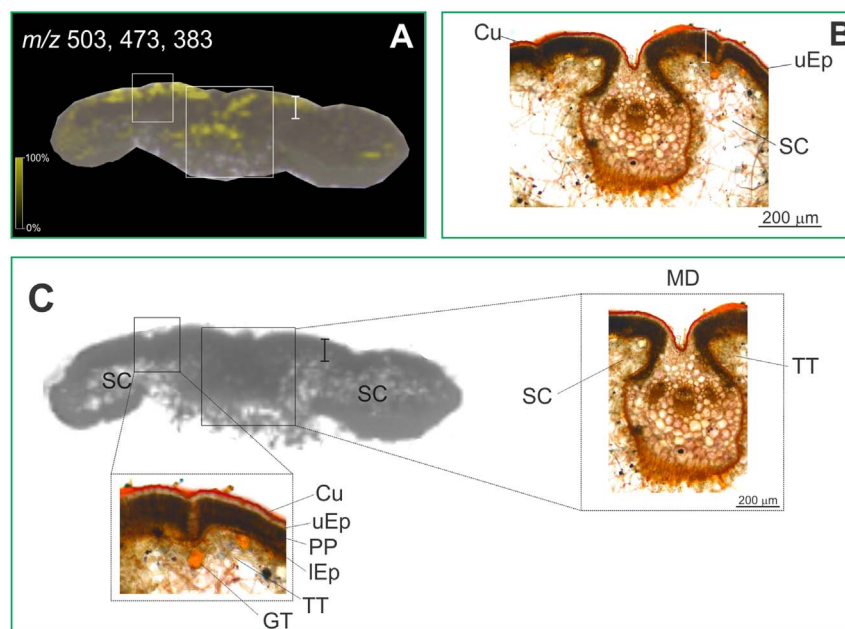 m/z 503, 473, 383
A
100%
0%
B
Cu
uEp
SC
200 μm
C
MD
SC
SC
SC
TT
200 μm
Cu
uEp
PP
lEp
TT
GT